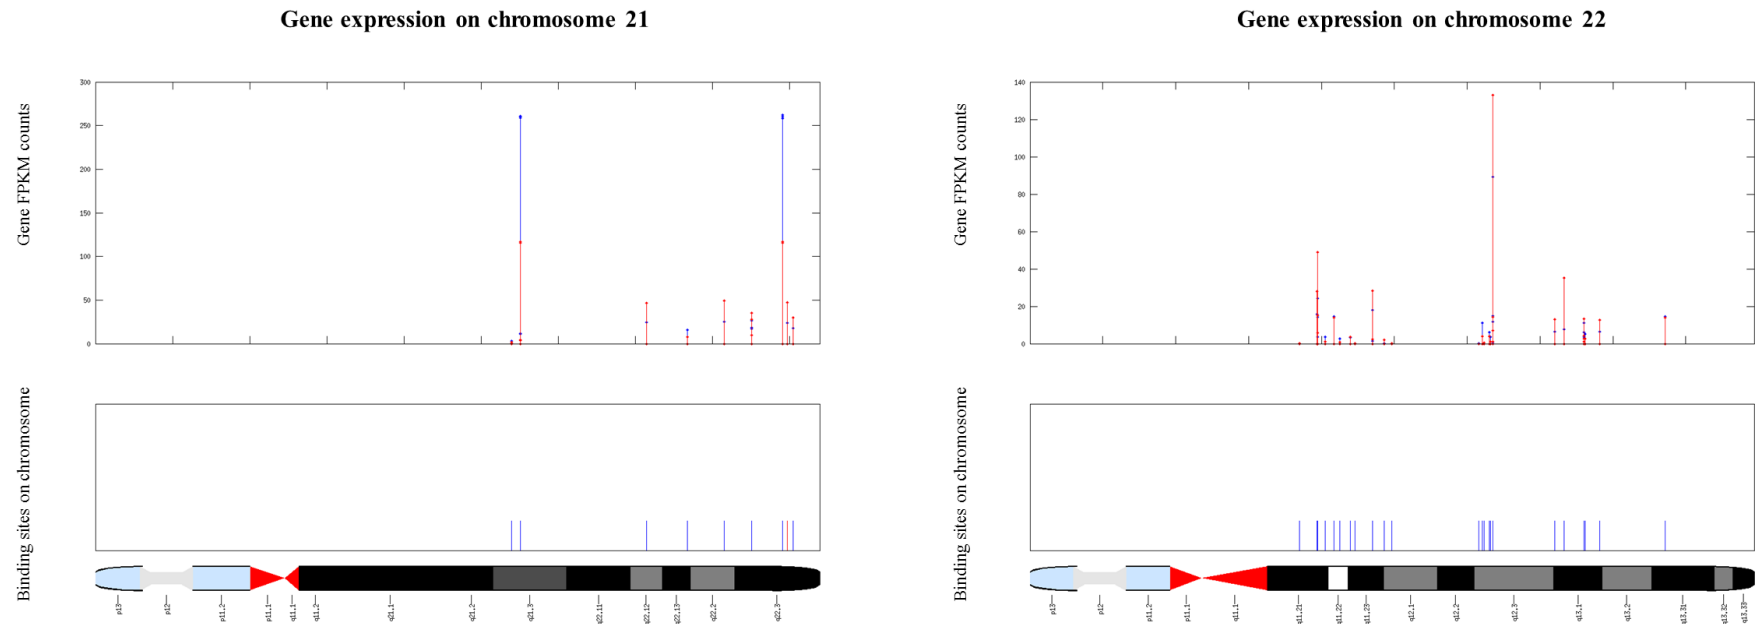 Gene expression on chromosome 21
Gene FPKM counts
300
250
200
150
100
50
0
Binding sites on chromosome
p13
p12
p11.2
p11.1
q11.1
q11.2
q21.1
q21.2
q21.3
q22.11
q22.12
q22.13
q22.2
q22.3
Gene expression on chromosome 22
Gene FPKM counts
140
120
100
80
60
40
20
0
Binding sites on chromosome
p13
p12
p11.2
p11.1
q11.1
q11.21
q11.22
q11.23
q12.1
q12.2
q12.3
q13.1
q13.2
q13.31
q13.32
q13.33